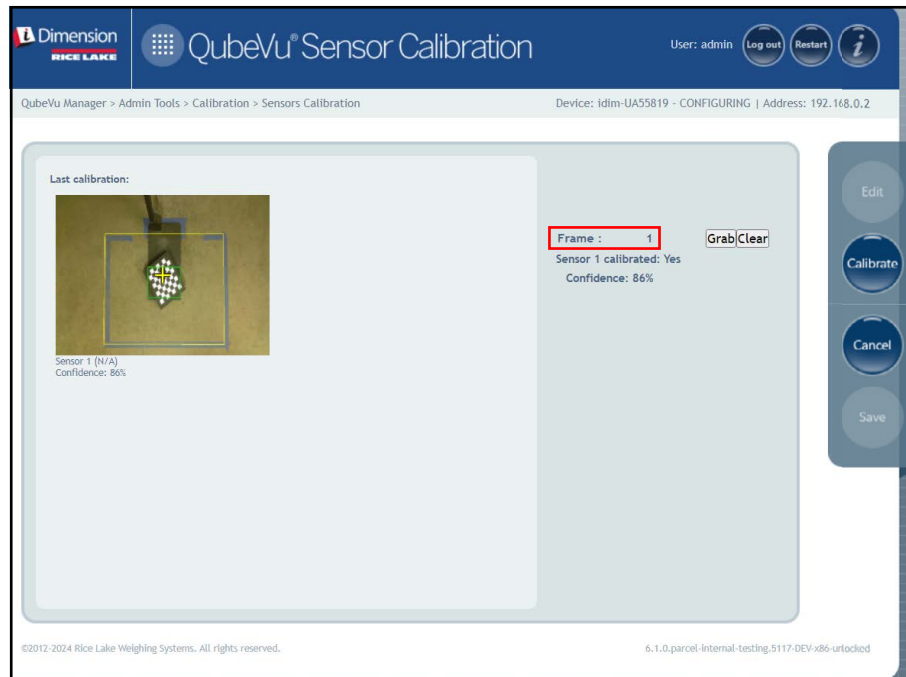 iDimension
RICE LAKE
QubeVu® Sensor Calibration
User: admin
Log out
Restart
i
QubeVu Manager > Admin Tools > Calibration > Sensors Calibration
Device: idim-UA55819 - CONFIGURING | Address: 192.168.0.2
Last calibration:
Sensor 1 (N/A)
Confidence: 86%
Frame : 1
Grab
Clear
Sensor 1 calibrated: Yes
Confidence: 86%
Edit
Calibrate
Cancel
Save
©2012-2024 Rice Lake Weighing Systems. All rights reserved.
6.1.0.parcel-internal-testing.5117-DEV-x86-urlocked